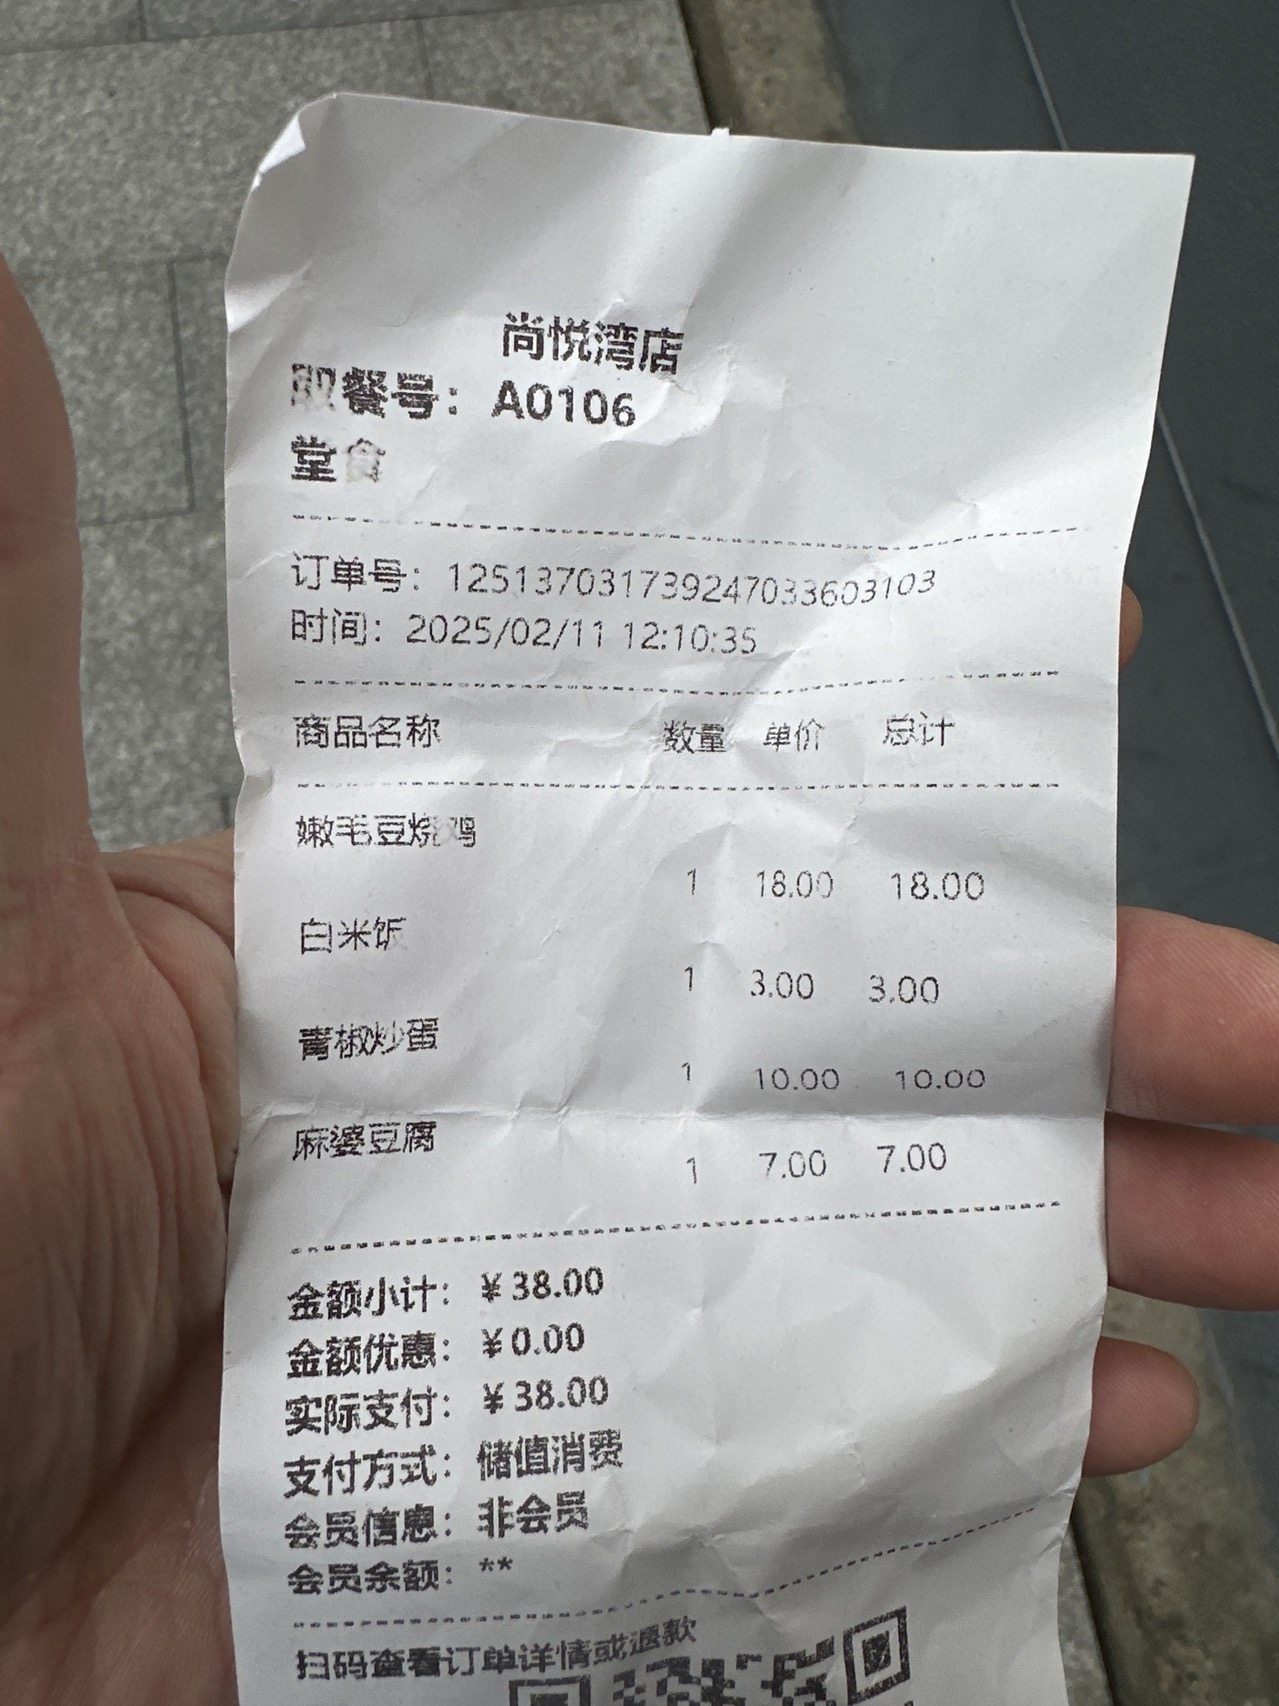 尚悦湾店
取餐号：A0106
堂食
订单号：125137031739247033603103
时间：2025/02/11 12:10:35
商品名称 数量 单价 总计
嫩毛豆烧鸡
1 18.00 18.00
白米饭
1 3.00 3.00
青椒炒蛋
1 10.00 10.00
麻婆豆腐
1 7.00 7.00
金额小计：￥38.00
金额优惠：￥0.00
实际支付：￥38.00
支付方式：储值消费
会员信息：非会员
会员余额：**
扫码查看订单详情或退款